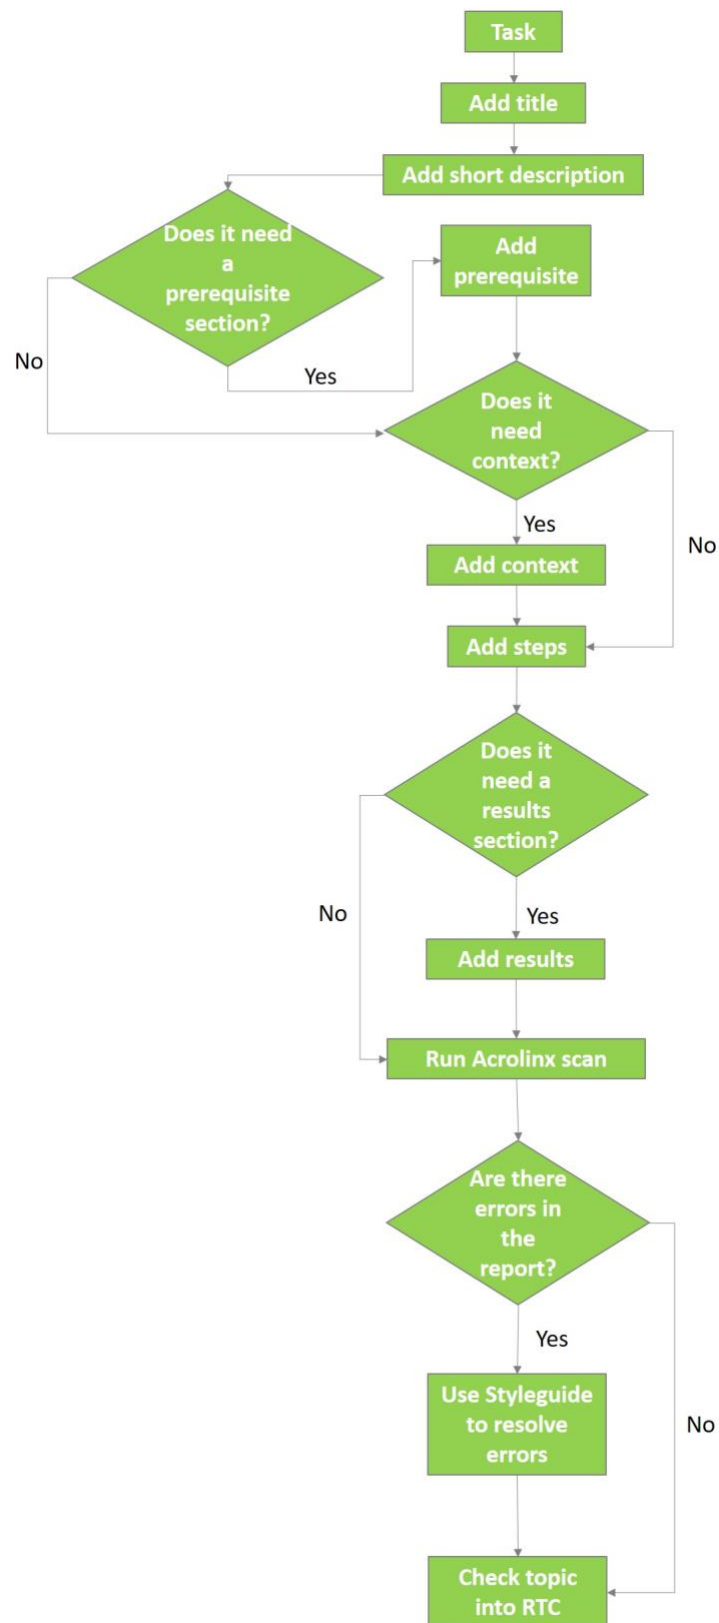 Task
Add title
Add short description
Does it need
a
prerequisite
section?
Add
prerequisite
No
Yes
Does it
need
context?
Yes
No
Add context
Add steps
Does it
need a
results
section?
No
Yes
Add results
Run Acrolinx scan
Are there
errors in
the
report?
Yes
Use Styleguide
to resolve
errors
No
Check topic
into RTC